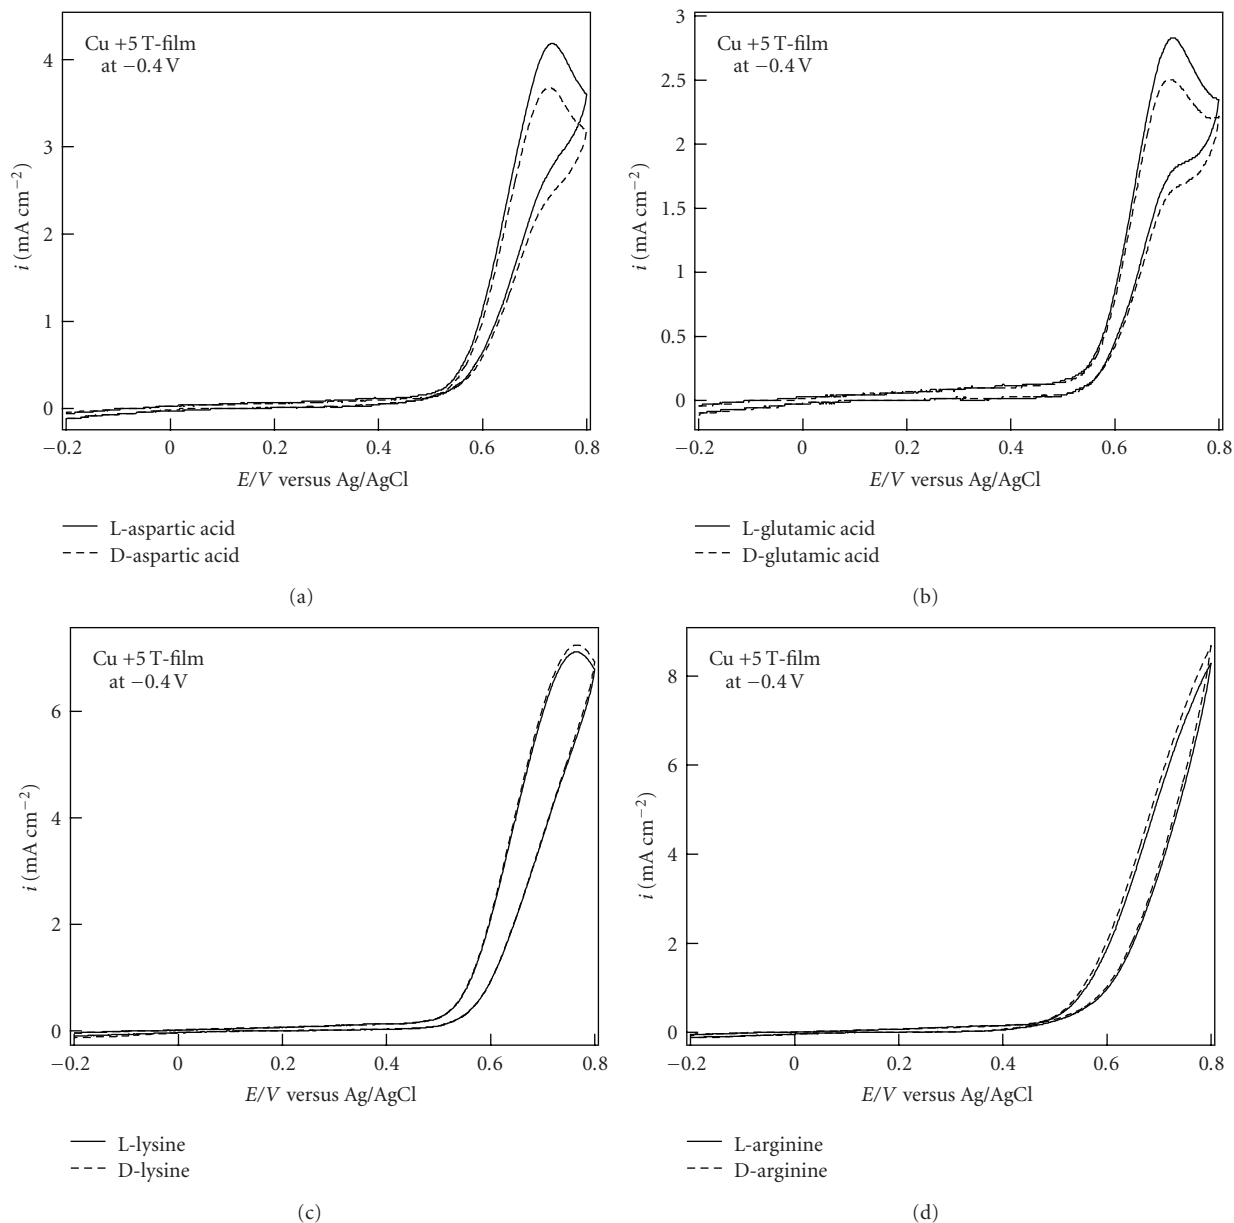 Cu +5 T-film
at −0.4 V
4
3
2
1
0
i (mA cm−2)
−0.2
0
0.2
0.4
0.6
0.8
E/V versus Ag/AgCl
L-aspartic acid
D-aspartic acid
(a)
Cu +5 T-film
at −0.4 V
3
2.5
2
1.5
1
0.5
0
i (mA cm−2)
−0.2
0
0.2
0.4
0.6
0.8
E/V versus Ag/AgCl
L-glutamic acid
D-glutamic acid
(b)
Cu +5 T-film
at −0.4 V
6
4
2
0
i (mA cm−2)
−0.2
0
0.2
0.4
0.6
0.8
E/V versus Ag/AgCl
L-lysine
D-lysine
(c)
Cu +5 T-film
at −0.4 V
8
6
4
2
0
i (mA cm−2)
−0.2
0
0.2
0.4
0.6
0.8
E/V versus Ag/AgCl
L-arginine
D-arginine
(d)